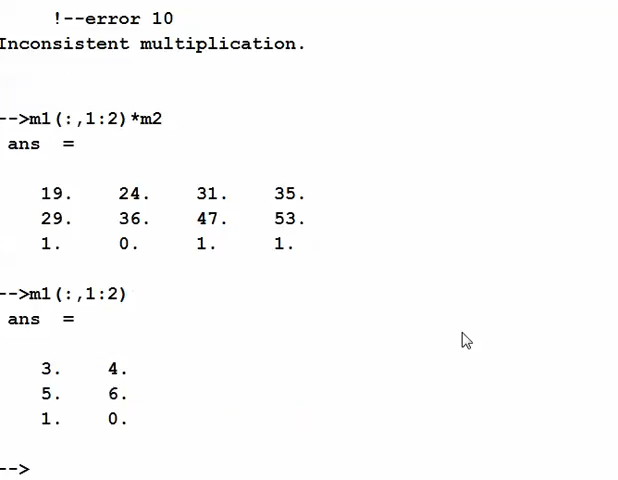 !--error 10
Inconsistent multiplication.
-->m1(:,1:2)*m2
ans =
19. 24. 31. 35.
29. 36. 47. 53.
1. 0. 1. 1.
-->m1(:,1:2)
ans =
3. 4.
5. 6.
1. 0.
-->